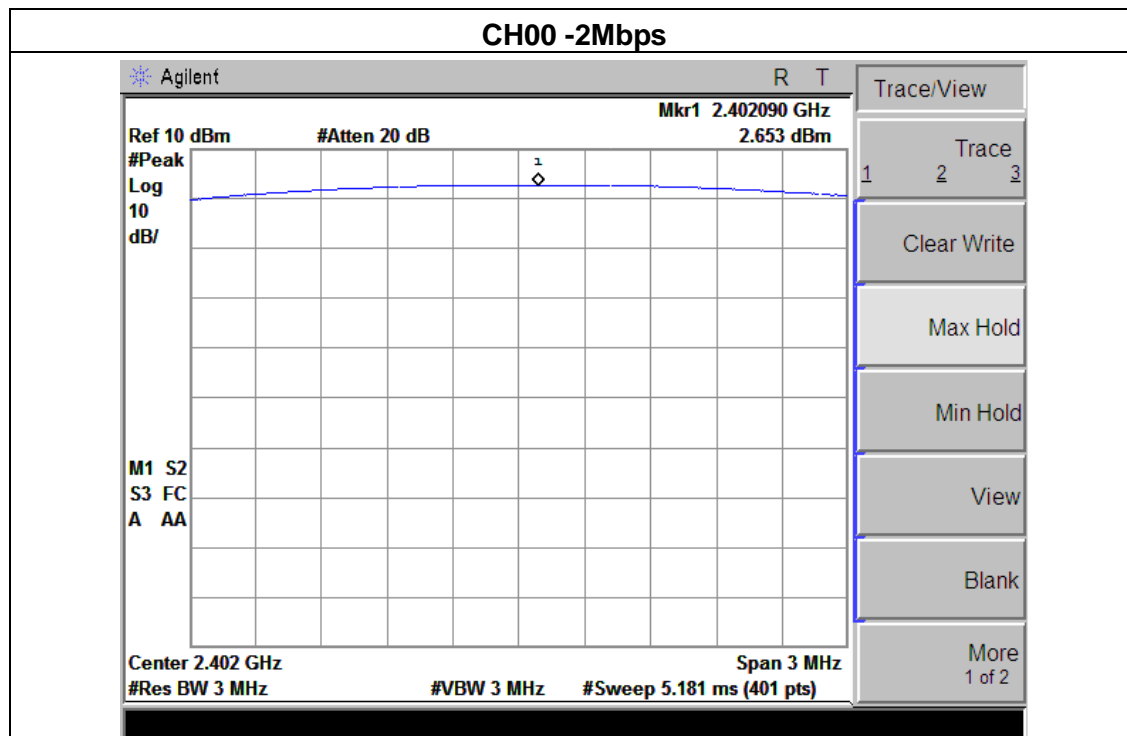 CH00 -2Mbps
Agilent R T
Mkr1 2.402090 GHz
Ref 10 dBm #Atten 20 dB 2.653 dBm
#Peak
Log
10
dB/
1
M1 S2
S3 FC
A AA
Center 2.402 GHz Span 3 MHz
#Res BW 3 MHz #VBW 3 MHz #Sweep 5.181 ms (401 pts)
Trace/View
Trace
1 2 3
Clear Write
Max Hold
Min Hold
View
Blank
More
1 of 2